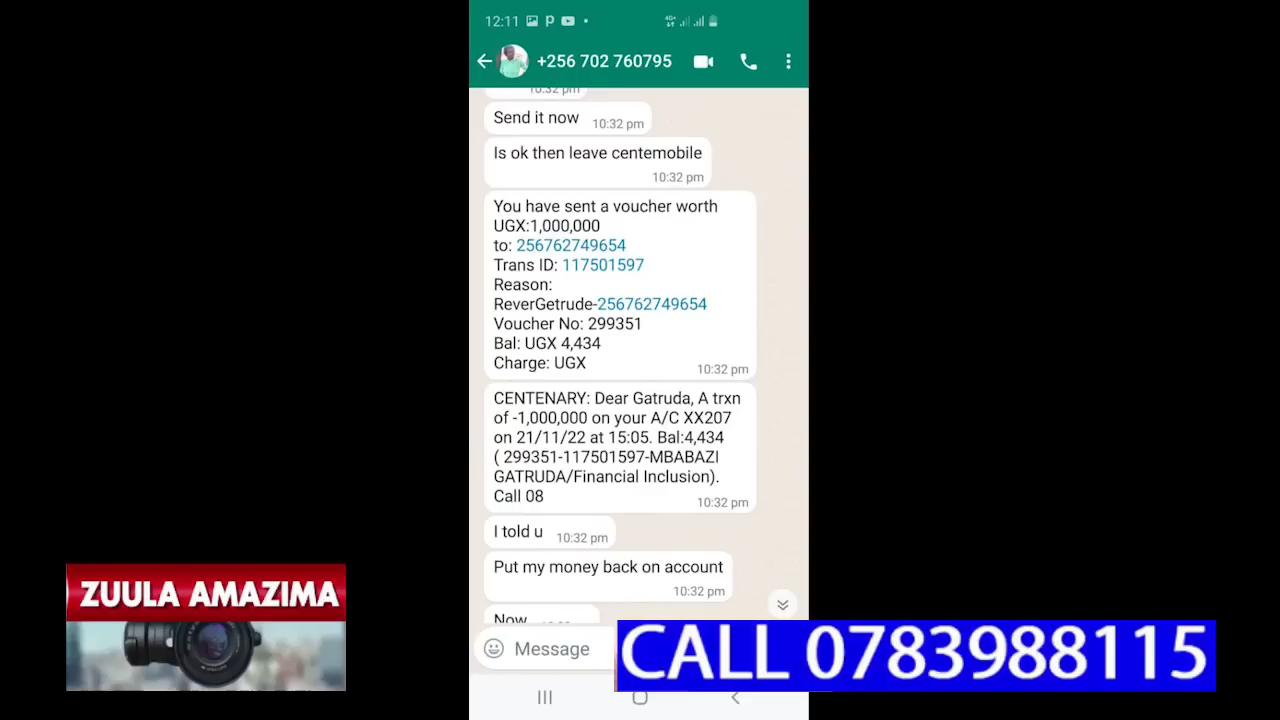 12:11
4G+
+256 702 760795
10:32 pm
Send it now
10:32 pm
Is ok then leave centemobile
10:32 pm
You have sent a voucher worth
UGX:1,000,000
to: 256762749654
Trans ID: 117501597
Reason:
ReverGetrude-256762749654
Voucher No: 299351
Bal: UGX 4,434
Charge: UGX
10:32 pm
CENTENARY: Dear Gatruda, A trxn
of -1,000,000 on your A/C XX207
on 21/11/22 at 15:05. Bal:4,434
( 299351-117501597-MBABAZI
GATRUDA/Financial Inclusion).
Call 08
10:32 pm
I told u
10:32 pm
Put my money back on account
10:32 pm
Now
Message
ZUULA AMAZIMA
CALL 0783988115